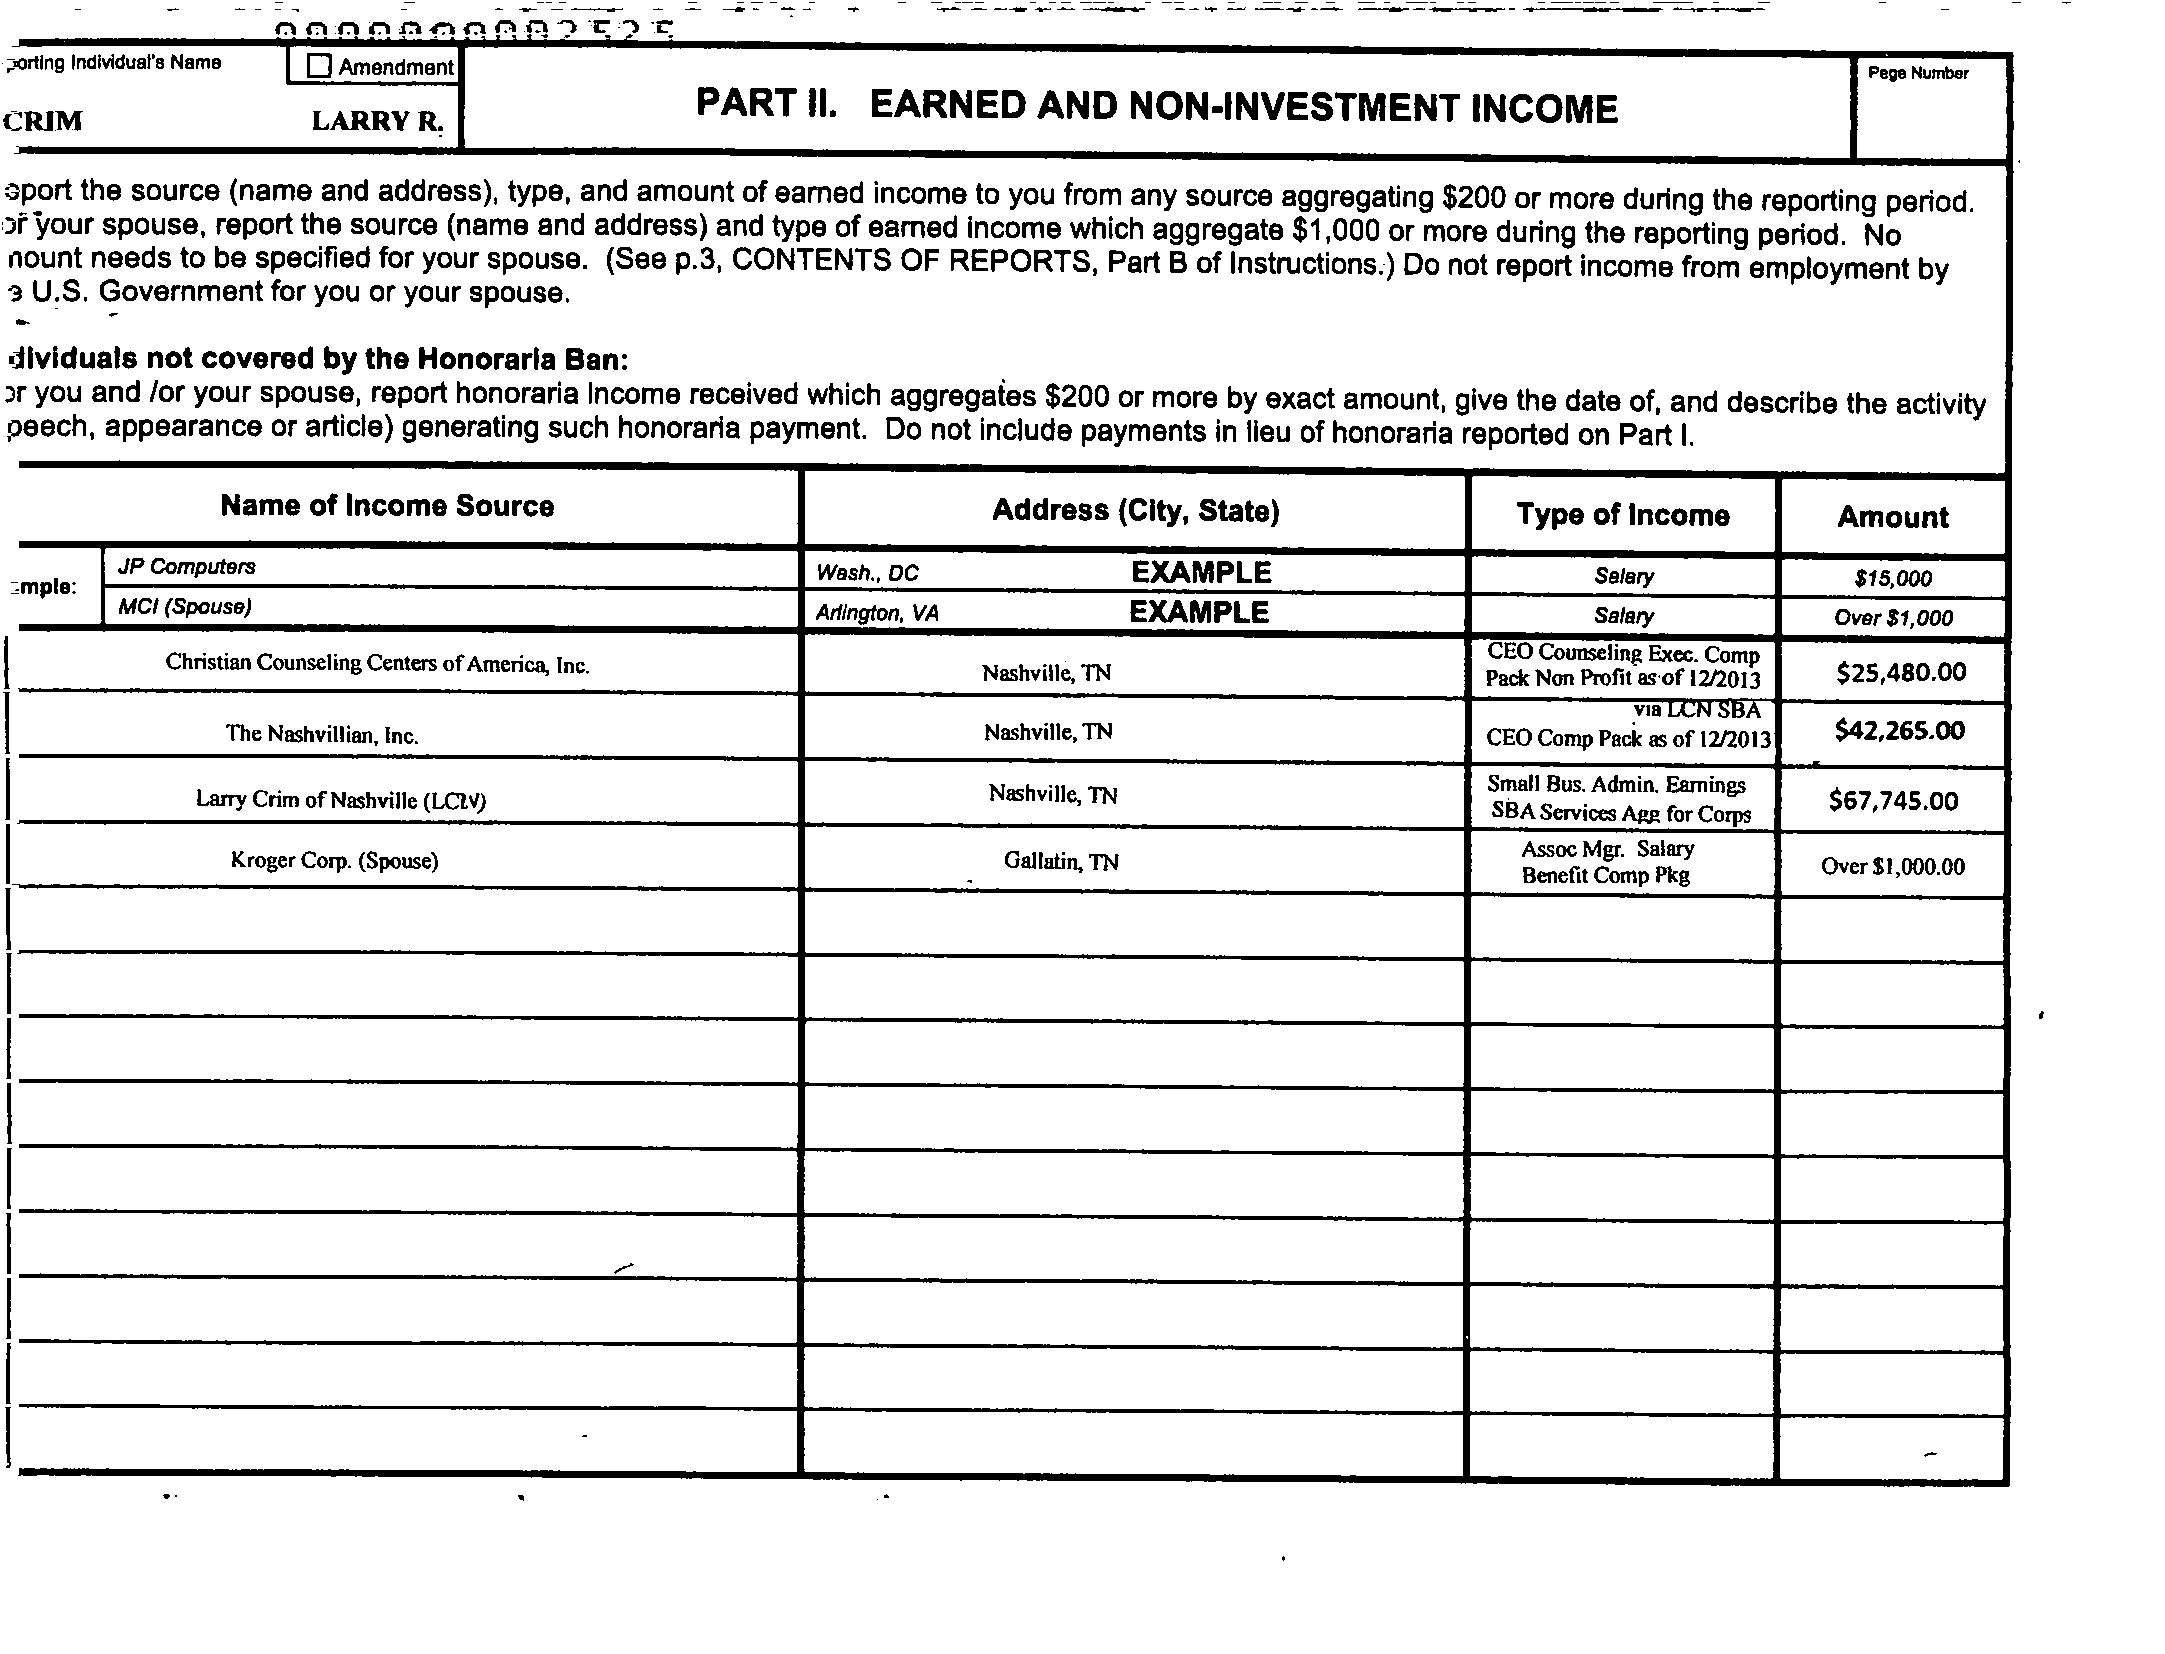 Individual's Name
Amendment
PART II. EARNED AND NON-INVESTMENT INCOME
Page Number
CRIM LARRY R.
the source (name and address), type, and amount of earned income to you from any source aggregating $200 or more during the reporting period.
your spouse, report the source (name and address) and type of earned income which aggregate $1,000 or more during the reporting period. No
needs to be specified for your spouse. (See p.3, CONTENTS OF REPORTS, Part B of Instructions.) Do not report income from employment by
U.S. Government for you or your spouse.
not covered by the Honoraria Ban:
you and /or your spouse, report honoraria income received which aggregates $200 or more by exact amount, give the date of, and describe the activity
peech, appearance or article) generating such honoraria payment. Do not include payments in lieu of honoraria reported on Part I.
Name of Income Source Address (City, State) Type of Income Amount
mple:
JP Computers Wash., DC EXAMPLE Salary $15,000
MCI (Spouse) Arlington, VA EXAMPLE Salary Over $1,000
Christian Counseling Centers of America, Inc. Nashville, TN CEO Counseling Exec. Comp
Pack Non Profit as of 12/2013 $25,480.00
via LCN SBA
The Nashvillian, Inc. Nashville, TN CEO Comp Pack as of 12/2013 $42,265.00
Larry Crim of Nashville Nashville, TN Small Bus. Admin. Earnings
SBA Services Agg for Corps $67,745.00
Kroger Corp. (Spouse) Gallatin, TN Assoc Mgr. Salary
Benefit Comp Pkg Over $1,000.00